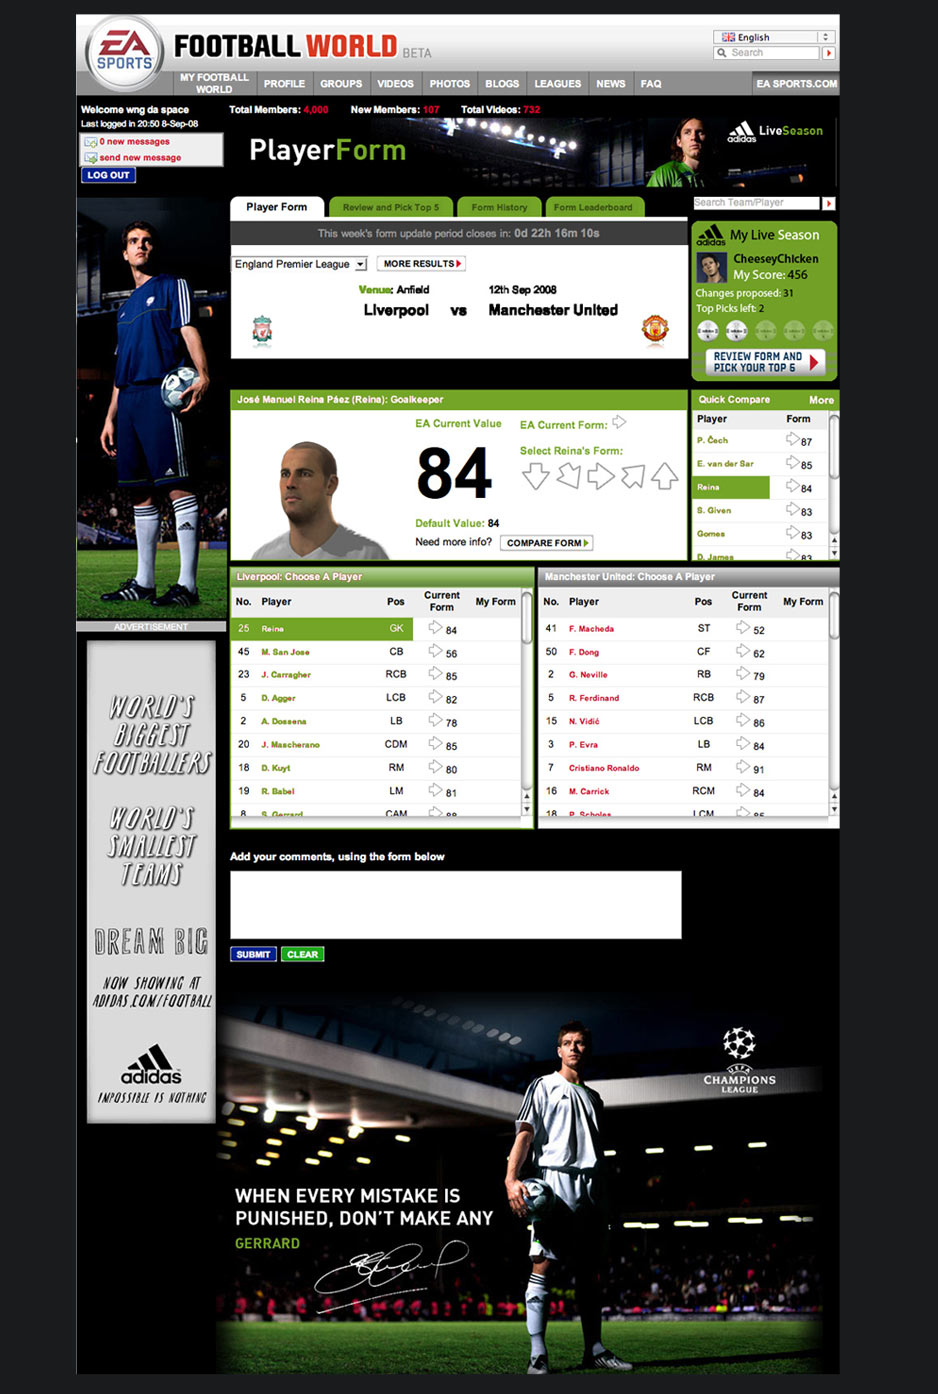 EA
SPORTS
FOOTBALL WORLD BETA
English
Search
MY FOOTBALL WORLD
PROFILE
GROUPS
VIDEOS
PHOTOS
BLOGS
LEAGUES
NEWS
FAQ
EA SPORTS.COM
Welcome wng da space
Last logged in 20:50 8-Sep-08
Total Members: 4,000
New Members: 107
Total Videos: 732
0 new messages
send new message
LOG OUT
PlayerForm
adidas
LiveSeason
Player Form
Review and Pick Top 5
Form History
Form Leaderboard
Search Team/Player
This week's form update period closes in: 0d 22h 16m 10s
England Premier League
MORE RESULTS
Venue: Anfield
12th Sep 2008
Liverpool vs Manchester United
adidas
My Live Season
CheeseyChicken
My Score: 456
Changes proposed: 31
Top Picks left: 2
REVIEW FORM AND
PICK YOUR TOP 5
José Manuel Reina Páez (Reina): Goalkeeper
EA Current Value
84
Default Value: 84
Need more info?
COMPARE FORM
EA Current Form:
Select Reina's Form:
Quick Compare
More
Player Form
P. Čech 87
E. van der Sar 85
Reina 84
S. Given 83
Gomes 83
D. James 83
Liverpool: Choose A Player
No. Player Pos Current Form My Form
25 Reina GK 84
45 M. San Jose CB 56
23 J. Carragher RCB 85
5 D. Agger LCB 82
2 A. Dossena LB 78
20 J. Mascherano CDM 85
18 D. Kuyt RM 80
19 R. Babel LM 81
8 S. Gerrard CAM
Manchester United: Choose A Player
No. Player Pos Current Form My Form
41 F. Macheda ST 52
50 F. Dong CF 62
2 G. Neville RB 79
5 R. Ferdinand RCB 87
15 N. Vidić LCB 86
3 P. Evra LB 84
7 Cristiano Ronaldo RM 91
16 M. Carrick RCM 84
18 P. Scholes LCM
ADVERTISEMENT
WORLD'S
BIGGEST
FOOTBALLERS
WORLD'S
SMALLEST
TEAMS
DREAM BIG
NOW SHOWING AT
ADIDAS.COM/FOOTBALL
adidas
IMPOSSIBLE IS NOTHING
Add your comments, using the form below
SUBMIT
CLEAR
UEFA
CHAMPIONS
LEAGUE
WHEN EVERY MISTAKE IS
PUNISHED, DON'T MAKE ANY
GERRARD